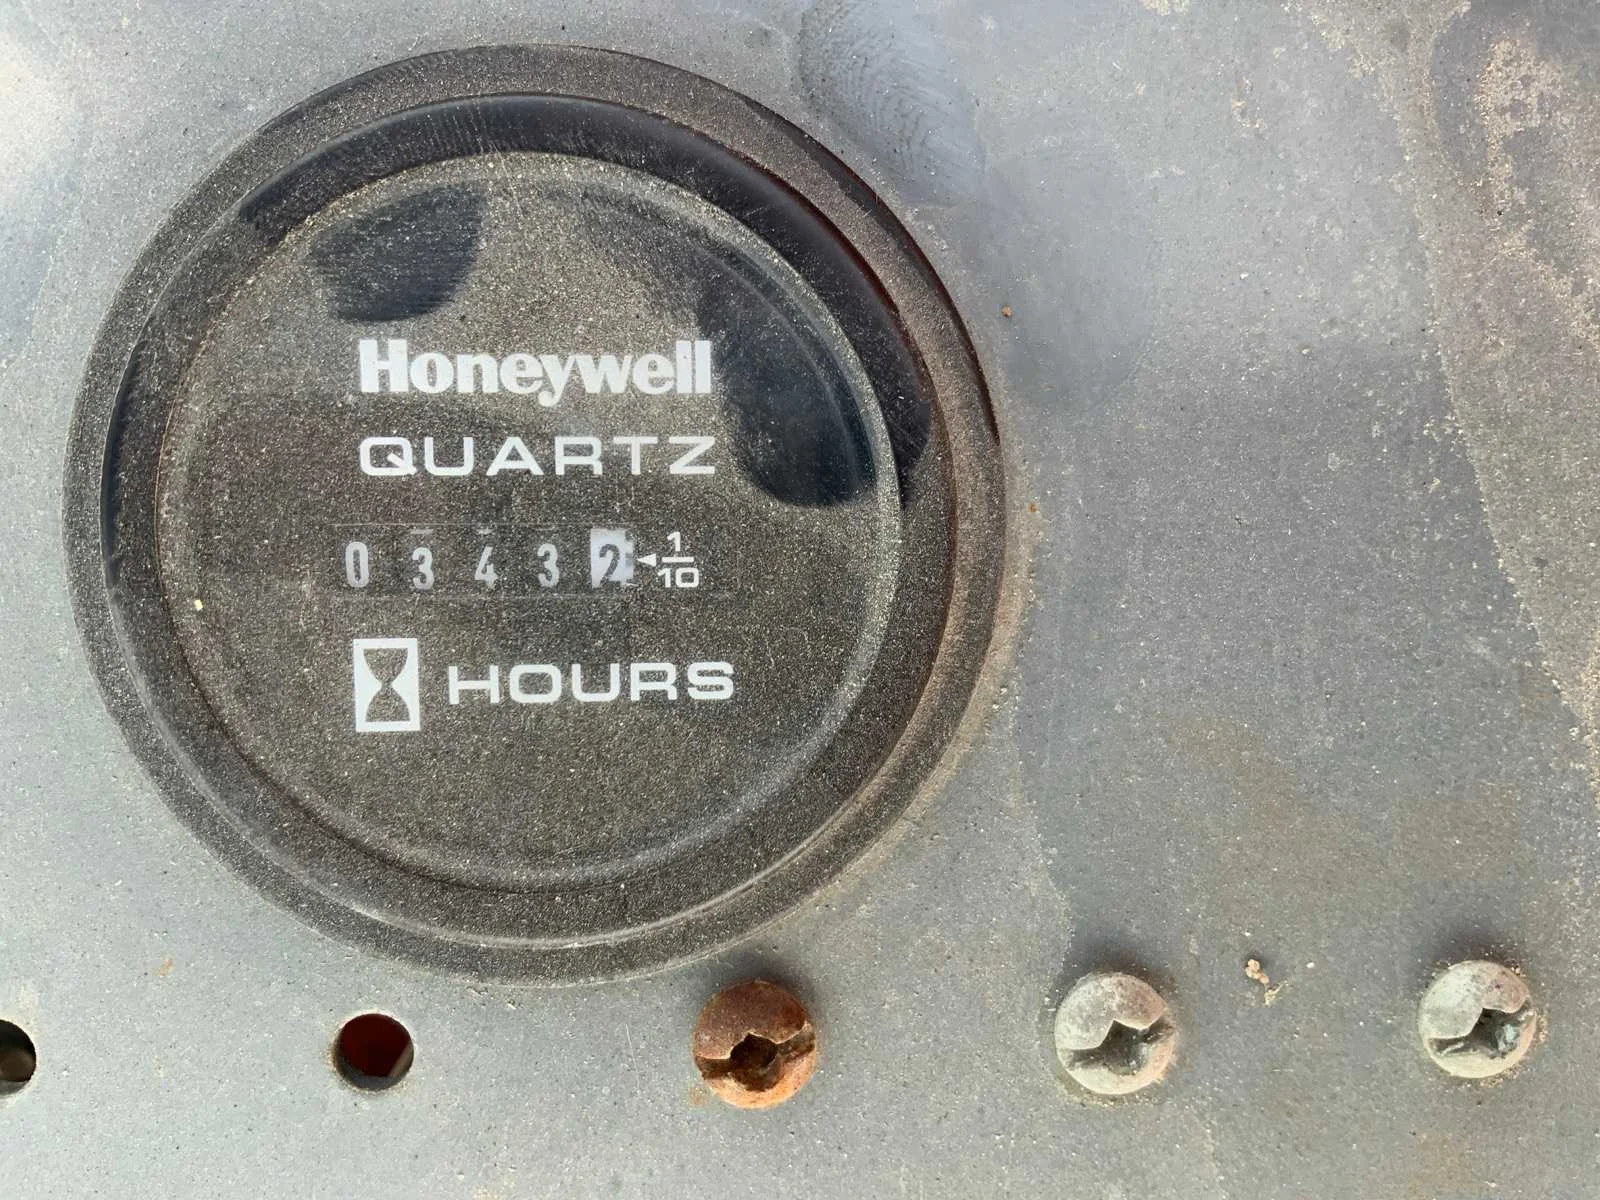 Honeywell
QUARTZ
0 3 4 3 2 1/10
HOURS